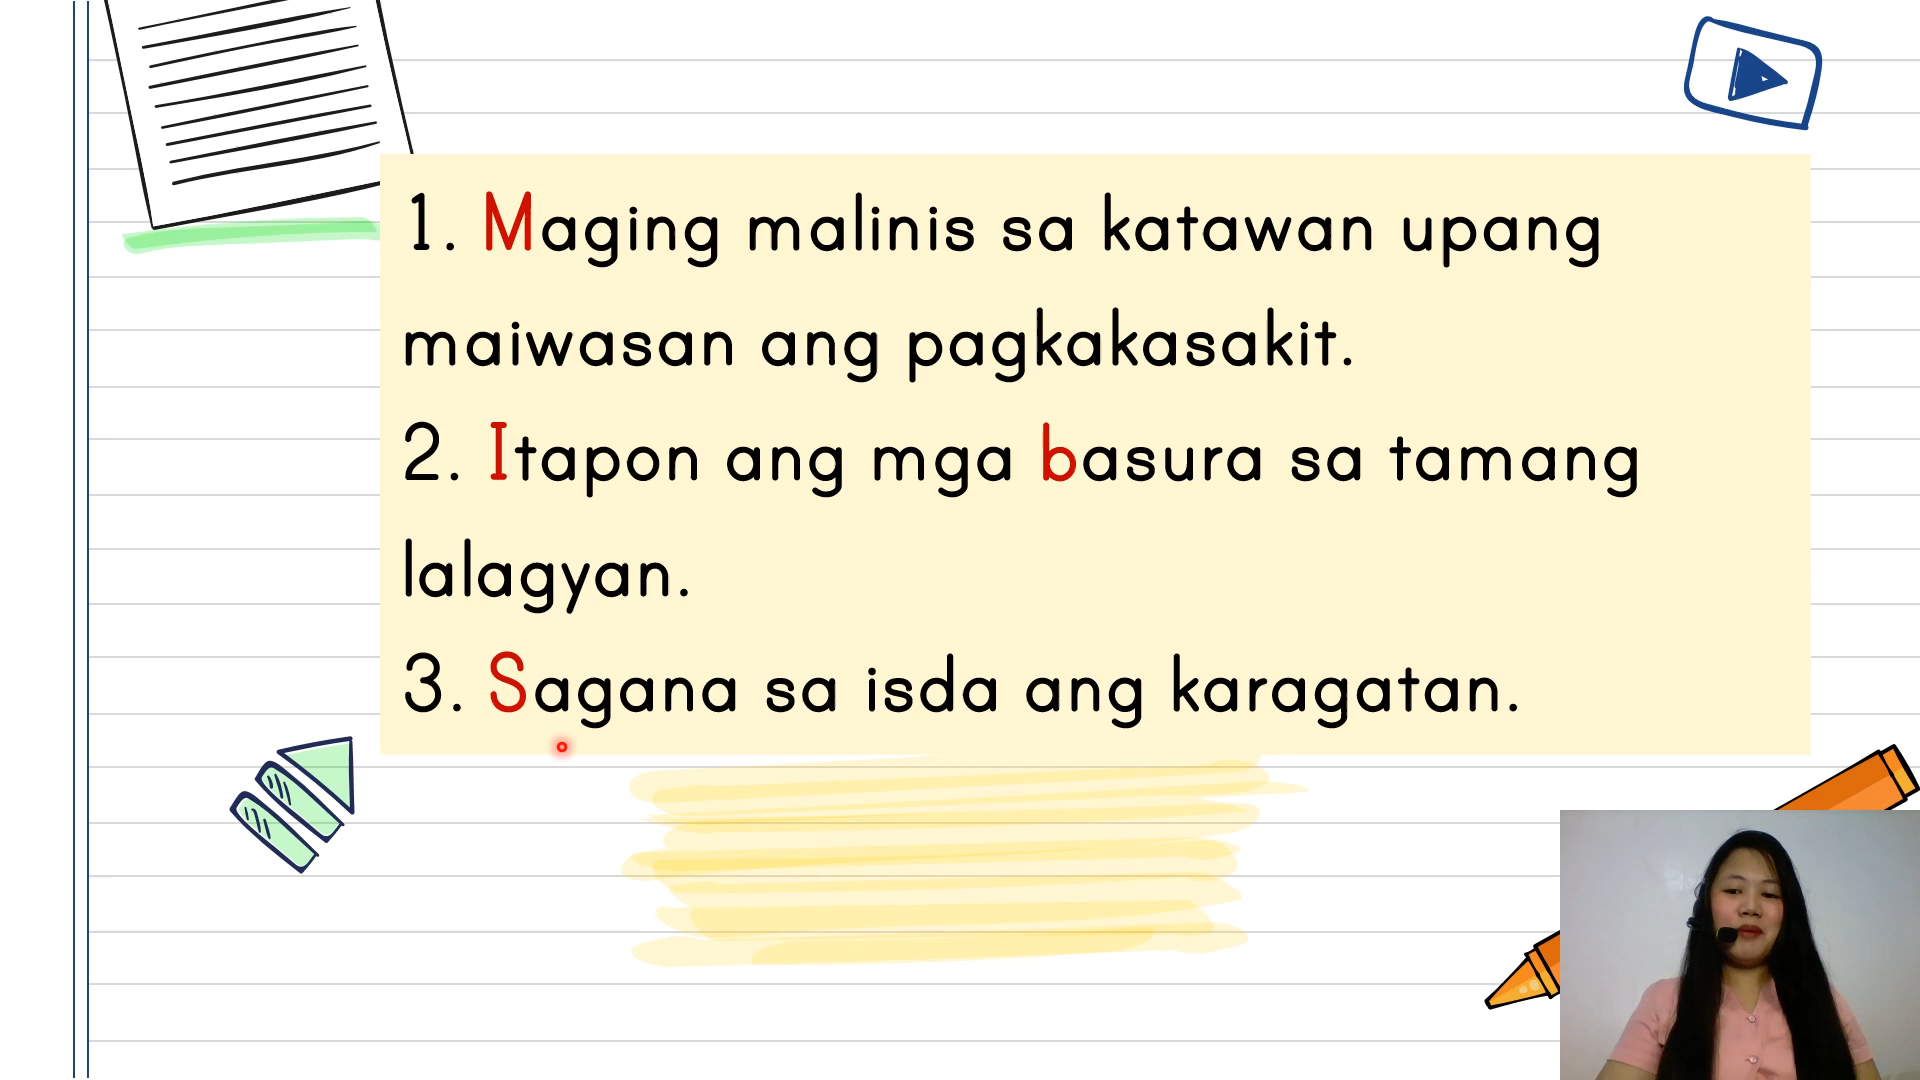 1. Maging malinis sa katawan upang
maiwasan ang pagkakasakit.
2. Itapon ang mga basura sa tamang
lalagyan.
3. Sagana sa isda ang karagatan.